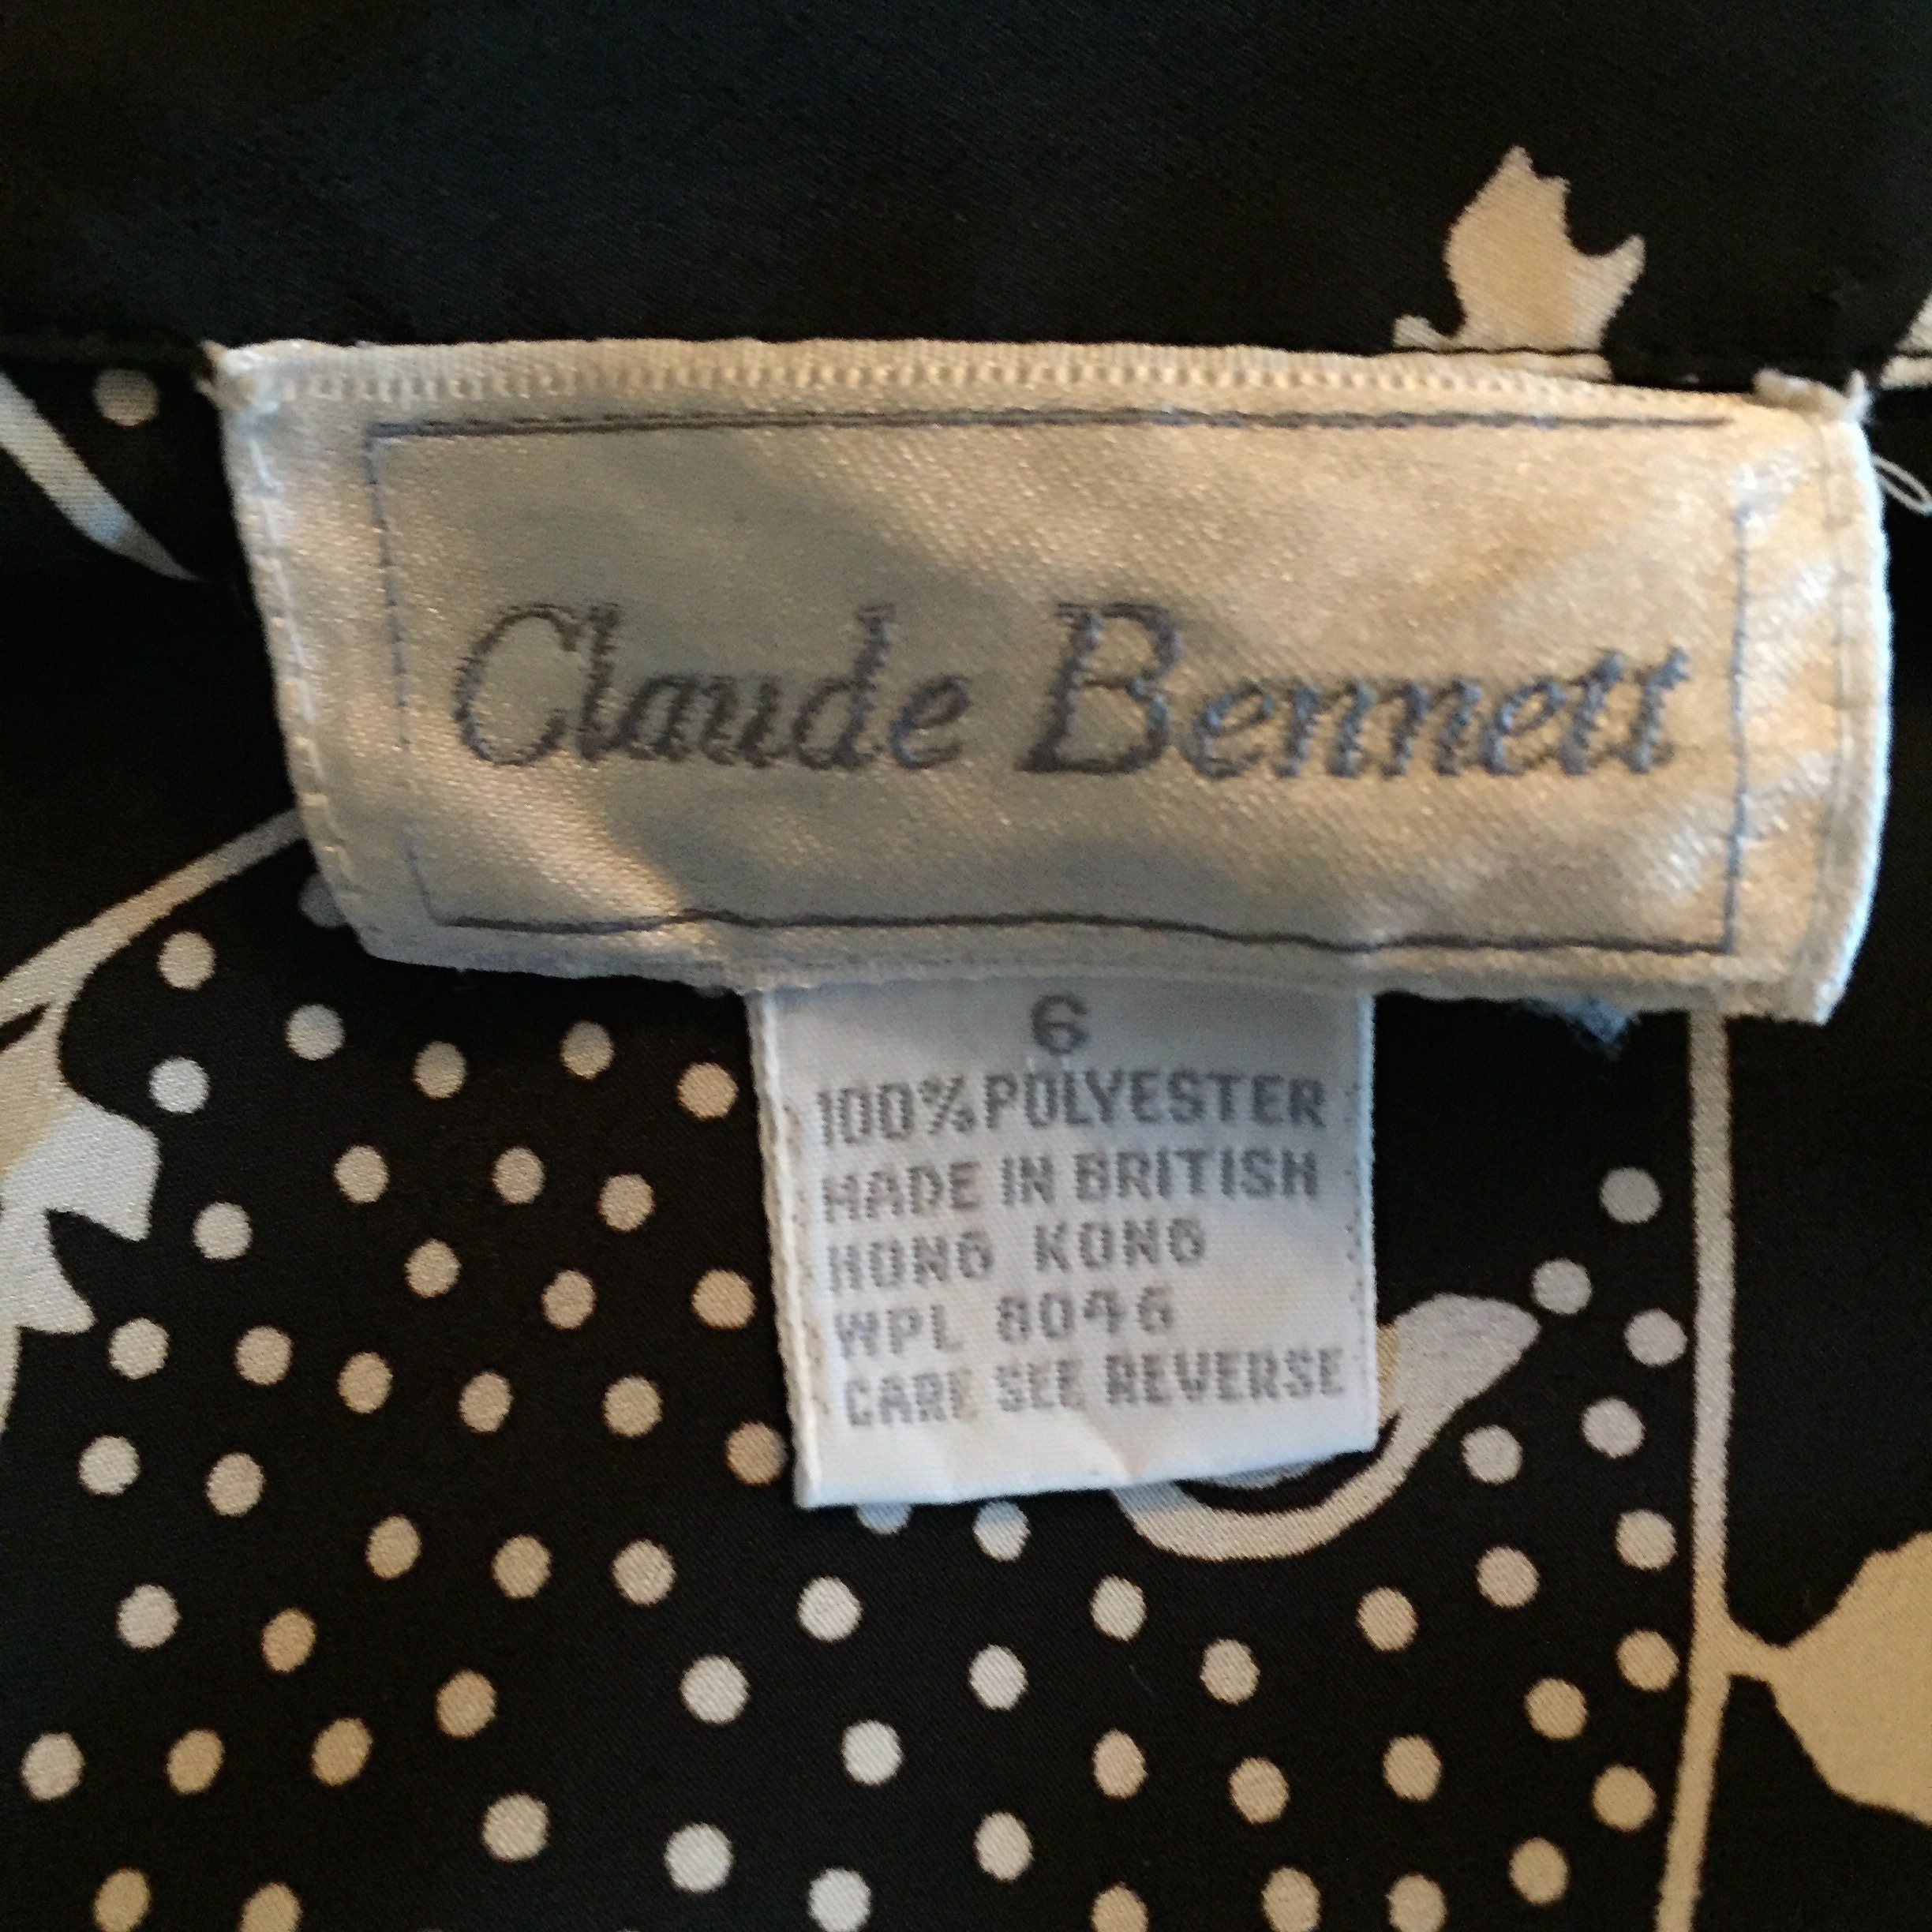 Claude Bennett
6
100% POLYESTER
MADE IN BRITISH
HONG KONG
WPL 8046
CARE SEE REVERSE